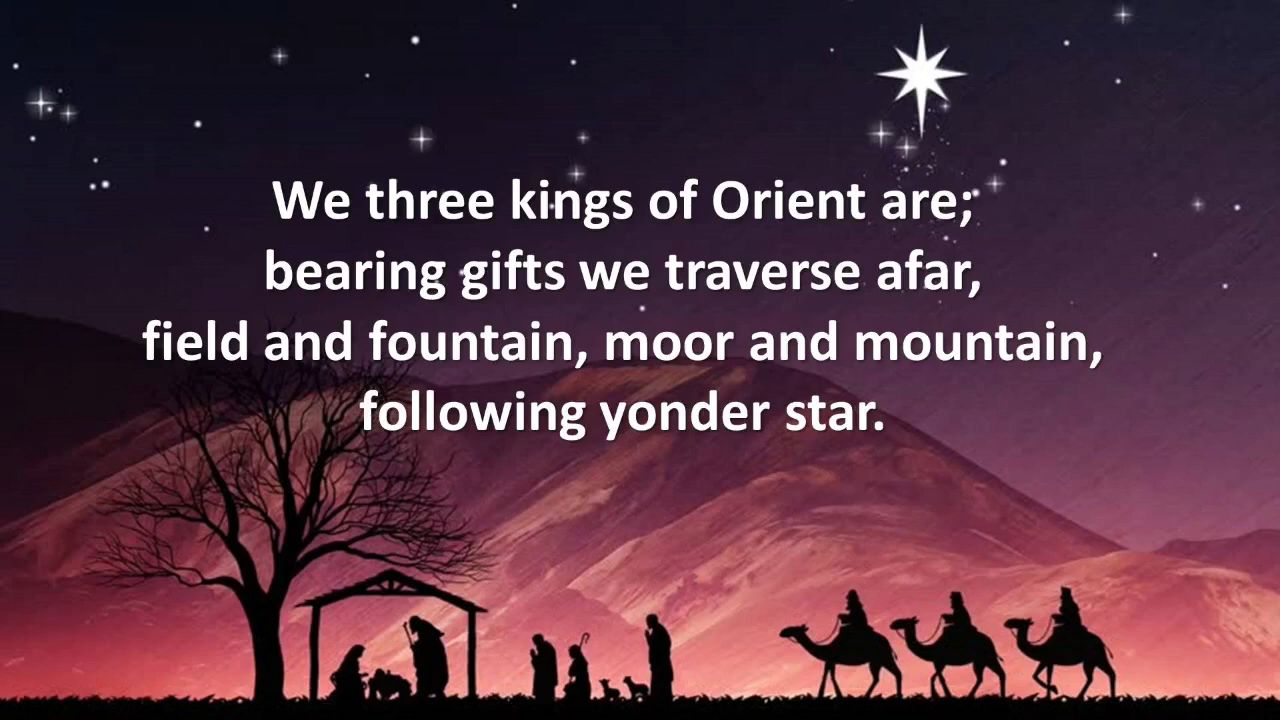 We three kings of Orient are;
bearing gifts we traverse afar,
field and fountain, moor and mountain,
following yonder star.